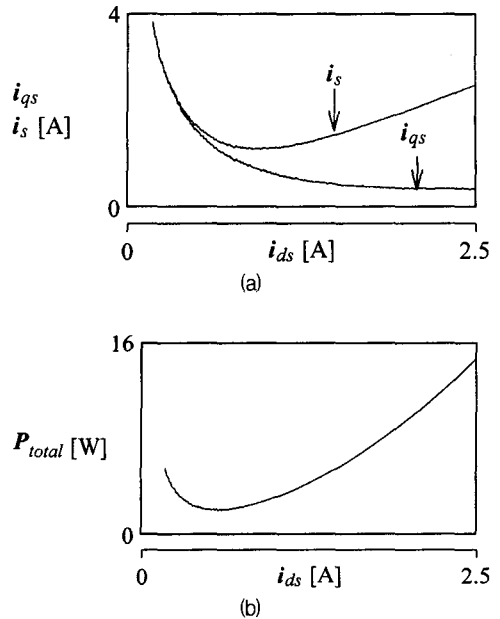 4
i_qs
i_s [A]
i_s
i_qs
0
0
i_ds [A]
2.5
(a)
16
P_total [W]
0
0
i_ds [A]
2.5
(b)